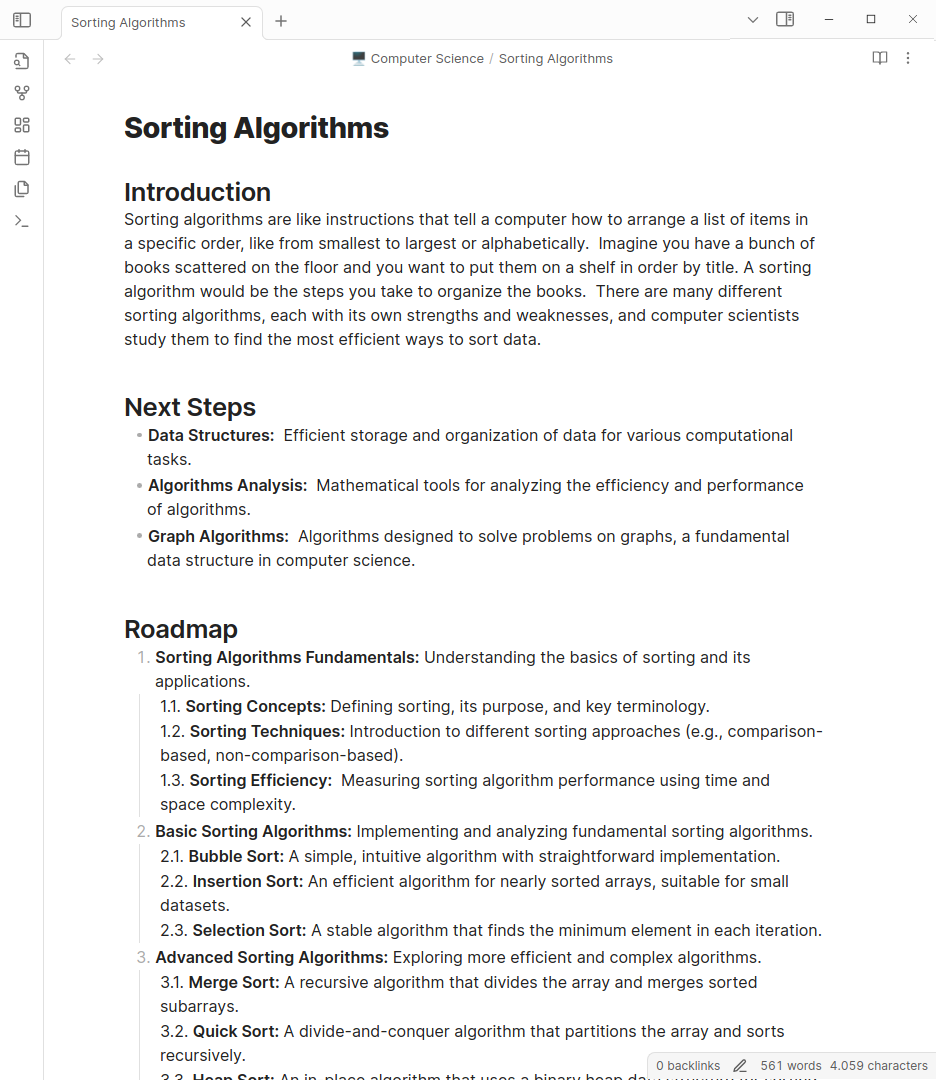 Sorting Algorithms
Computer Science / Sorting Algorithms
Sorting Algorithms
Introduction
Sorting algorithms are like instructions that tell a computer how to arrange a list of items in
a specific order, like from smallest to largest or alphabetically.  Imagine you have a bunch of
books scattered on the floor and you want to put them on a shelf in order by title. A sorting
algorithm would be the steps you take to organize the books.  There are many different
sorting algorithms, each with its own strengths and weaknesses, and computer scientists
study them to find the most efficient ways to sort data.
Next Steps
• Data Structures:  Efficient storage and organization of data for various computational
tasks.
• Algorithms Analysis:  Mathematical tools for analyzing the efficiency and performance
of algorithms.
• Graph Algorithms:  Algorithms designed to solve problems on graphs, a fundamental
data structure in computer science.
Roadmap
1. Sorting Algorithms Fundamentals: Understanding the basics of sorting and its
applications.
1.1. Sorting Concepts: Defining sorting, its purpose, and key terminology.
1.2. Sorting Techniques: Introduction to different sorting approaches (e.g., comparison-
based, non-comparison-based).
1.3. Sorting Efficiency:  Measuring sorting algorithm performance using time and
space complexity.
2. Basic Sorting Algorithms: Implementing and analyzing fundamental sorting algorithms.
2.1. Bubble Sort: A simple, intuitive algorithm with straightforward implementation.
2.2. Insertion Sort: An efficient algorithm for nearly sorted arrays, suitable for small
datasets.
2.3. Selection Sort: A stable algorithm that finds the minimum element in each iteration.
3. Advanced Sorting Algorithms: Exploring more efficient and complex algorithms.
3.1. Merge Sort: A recursive algorithm that divides the array and merges sorted
subarrays.
3.2. Quick Sort: A divide-and-conquer algorithm that partitions the array and sorts
recursively.
3.3. Heap Sort: An in-place algorithm that uses a binary heap
0 backlinks 561 words 4.059 characters